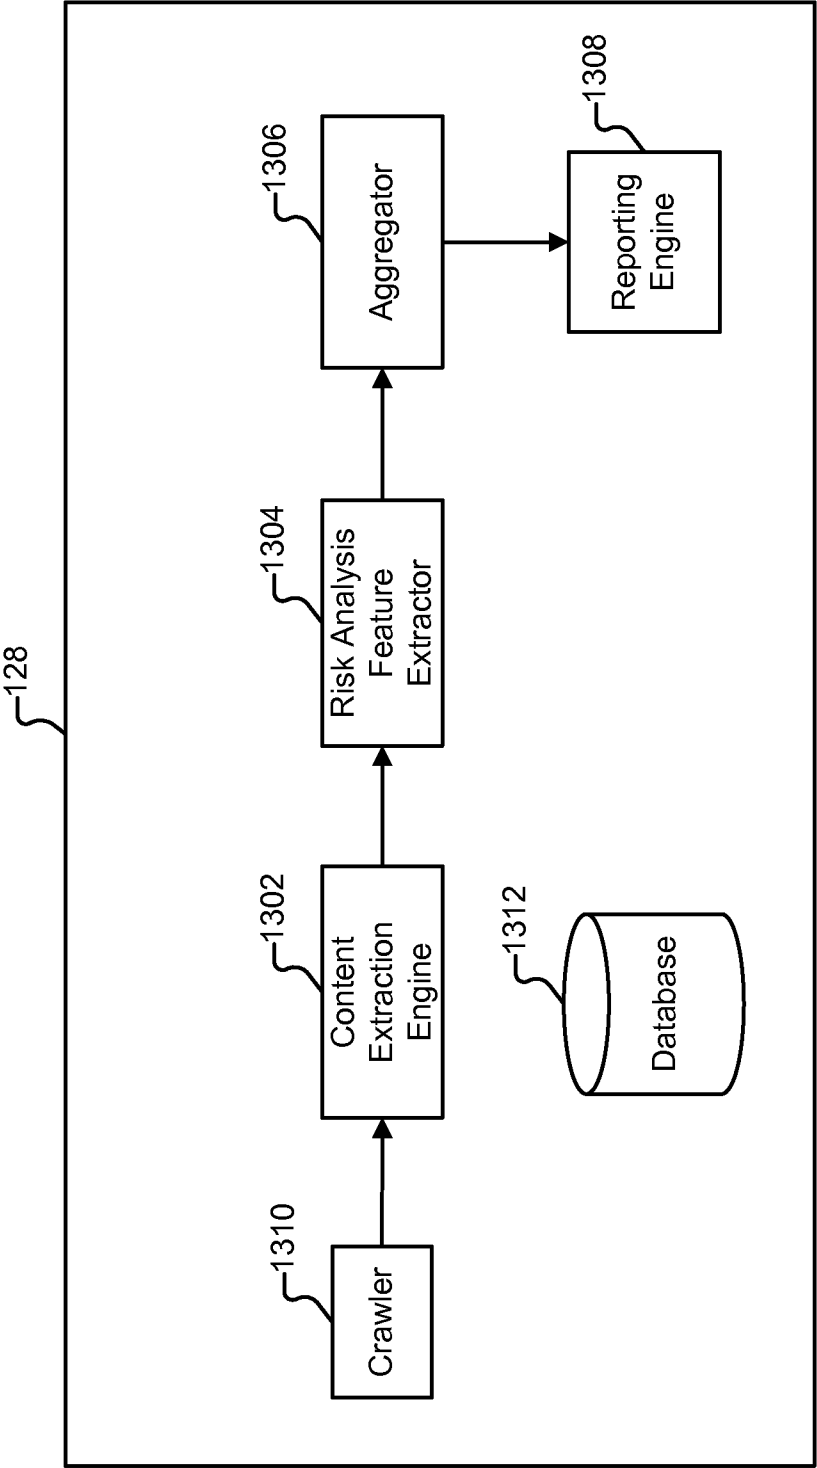 128
1310
1302
1304
1306
Crawler
Content
Extraction
Engine
Risk Analysis
Feature
Extractor
Aggregator
1312
1308
Database
Reporting
Engine